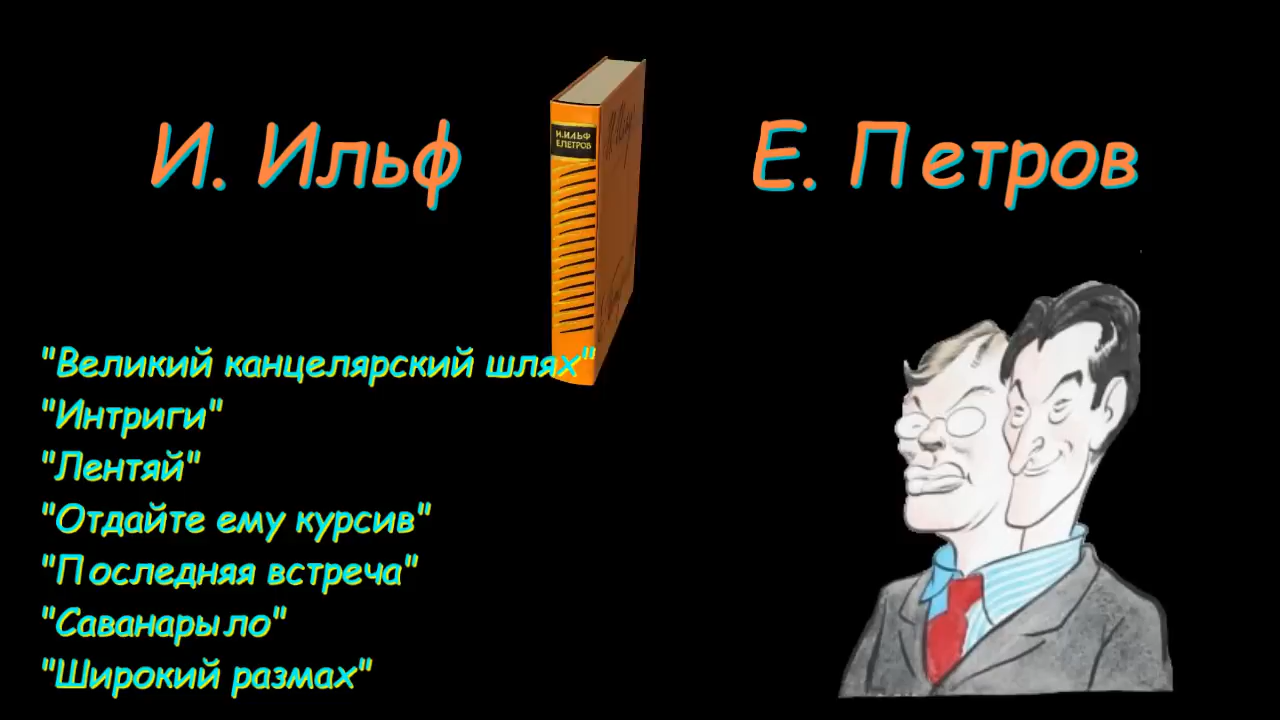 И. Ильф
Е. Петров
И.ИЛЬФ
Е.ПЕТРОВ
"Великий канцелярский шлях"
"Интриги"
"Лентяй"
"Отдайте ему курсив"
"Последняя встреча"
"Саванарыло"
"Широкий размах"